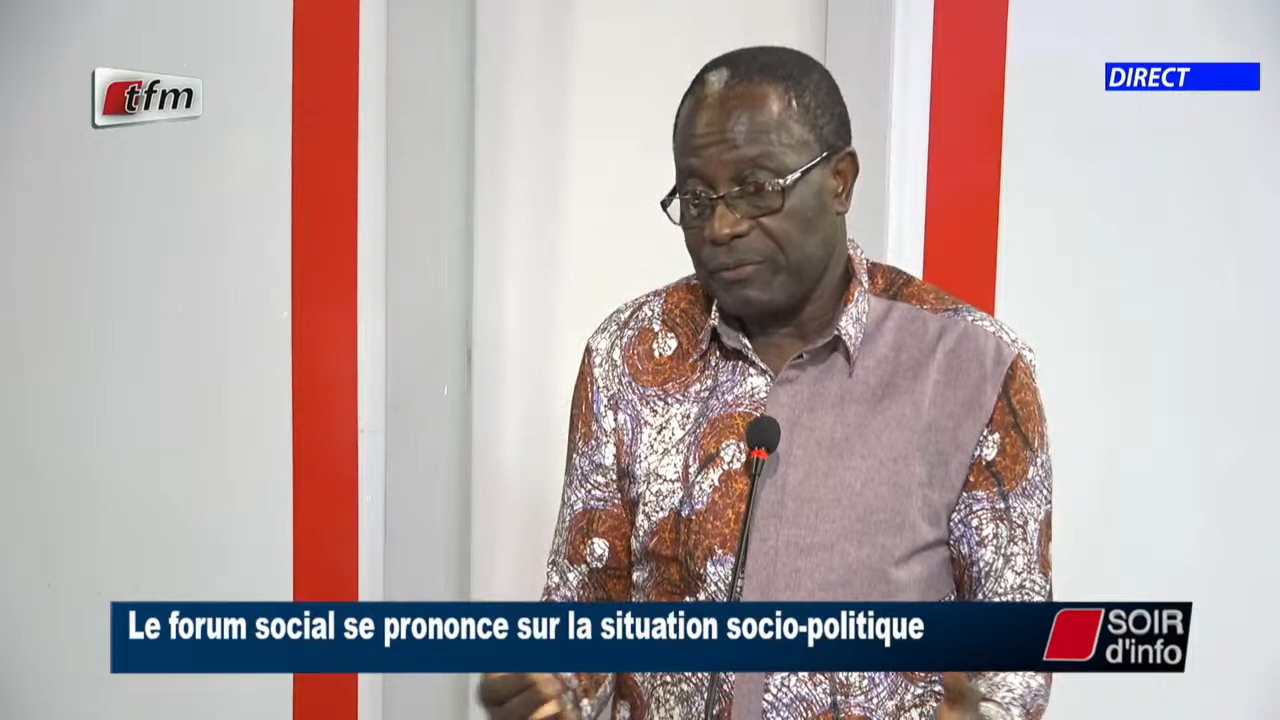 tfm
DIRECT
Le forum social se prononce sur la situation socio-politique
SOIR
d'info